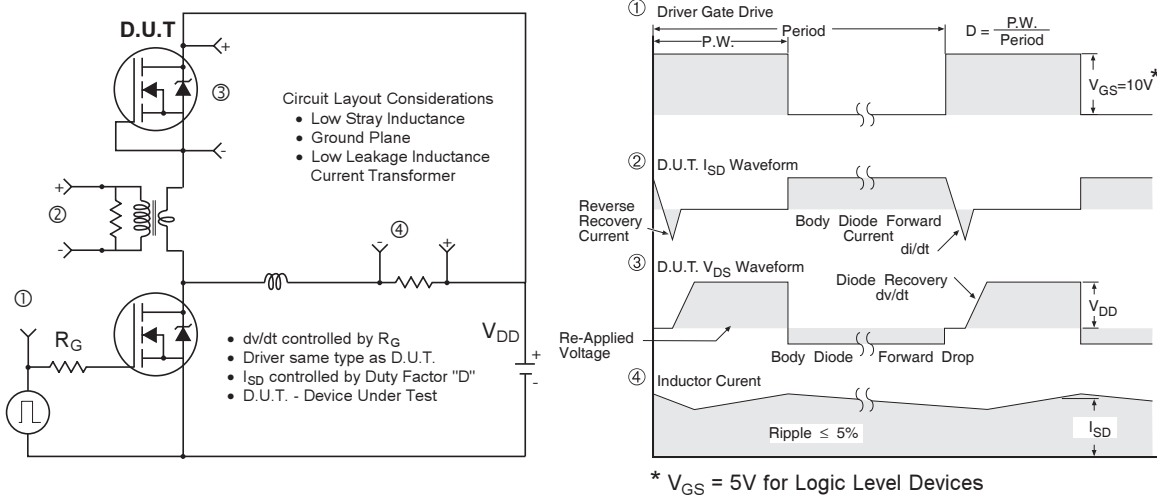 D.U.T
+
③
-
Circuit Layout Considerations
• Low Stray Inductance
• Ground Plane
• Low Leakage Inductance
Current Transformer
+
②
-
④
-
+
①
R_G
• dv/dt controlled by R_G
• Driver same type as D.U.T.
• I_SD controlled by Duty Factor "D"
• D.U.T. - Device Under Test
V_DD
+
-
① Driver Gate Drive
P.W.
Period
D = P.W.
Period
V_GS=10V *
② D.U.T. I_SD Waveform
Reverse
Recovery
Current
Body Diode Forward
Current
di/dt
③ D.U.T. V_DS Waveform
Diode Recovery
dv/dt
V_DD
Re-Applied
Voltage
Body Diode Forward Drop
④ Inductor Curent
Ripple ≤ 5%
I_SD
* V_GS = 5V for Logic Level Devices